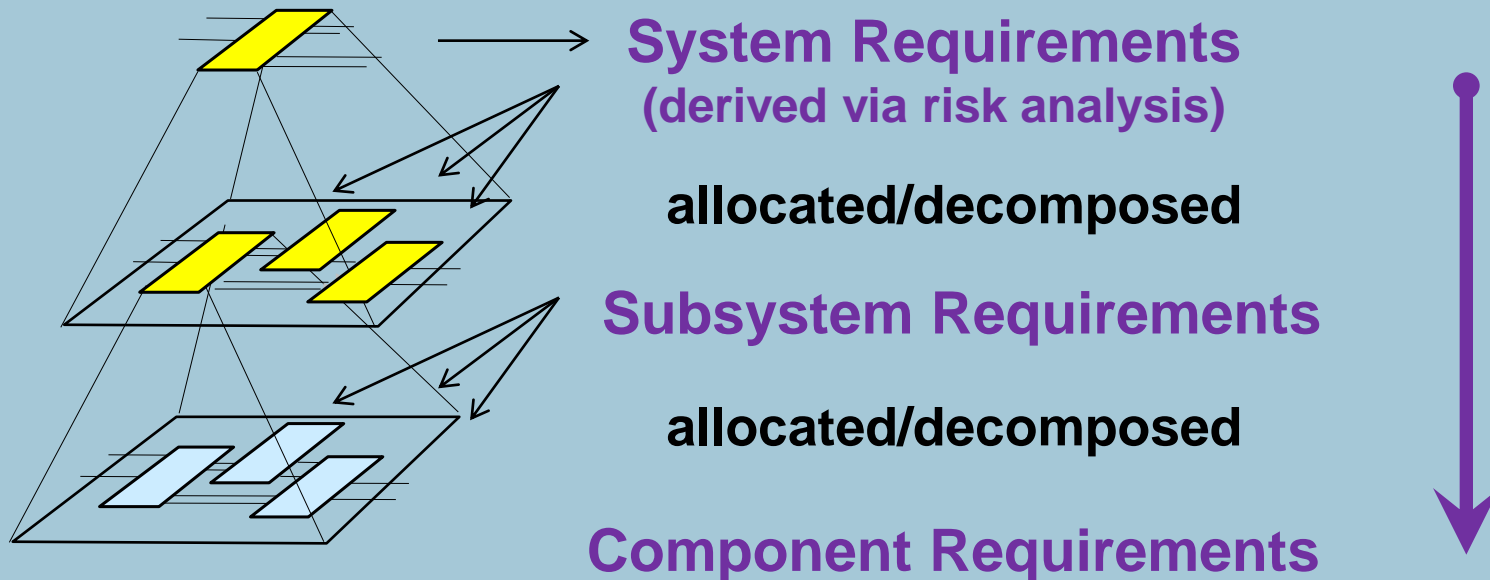 System Requirements
(derived via risk analysis)
allocated/decomposed
Subsystem Requirements
allocated/decomposed
Component Requirements